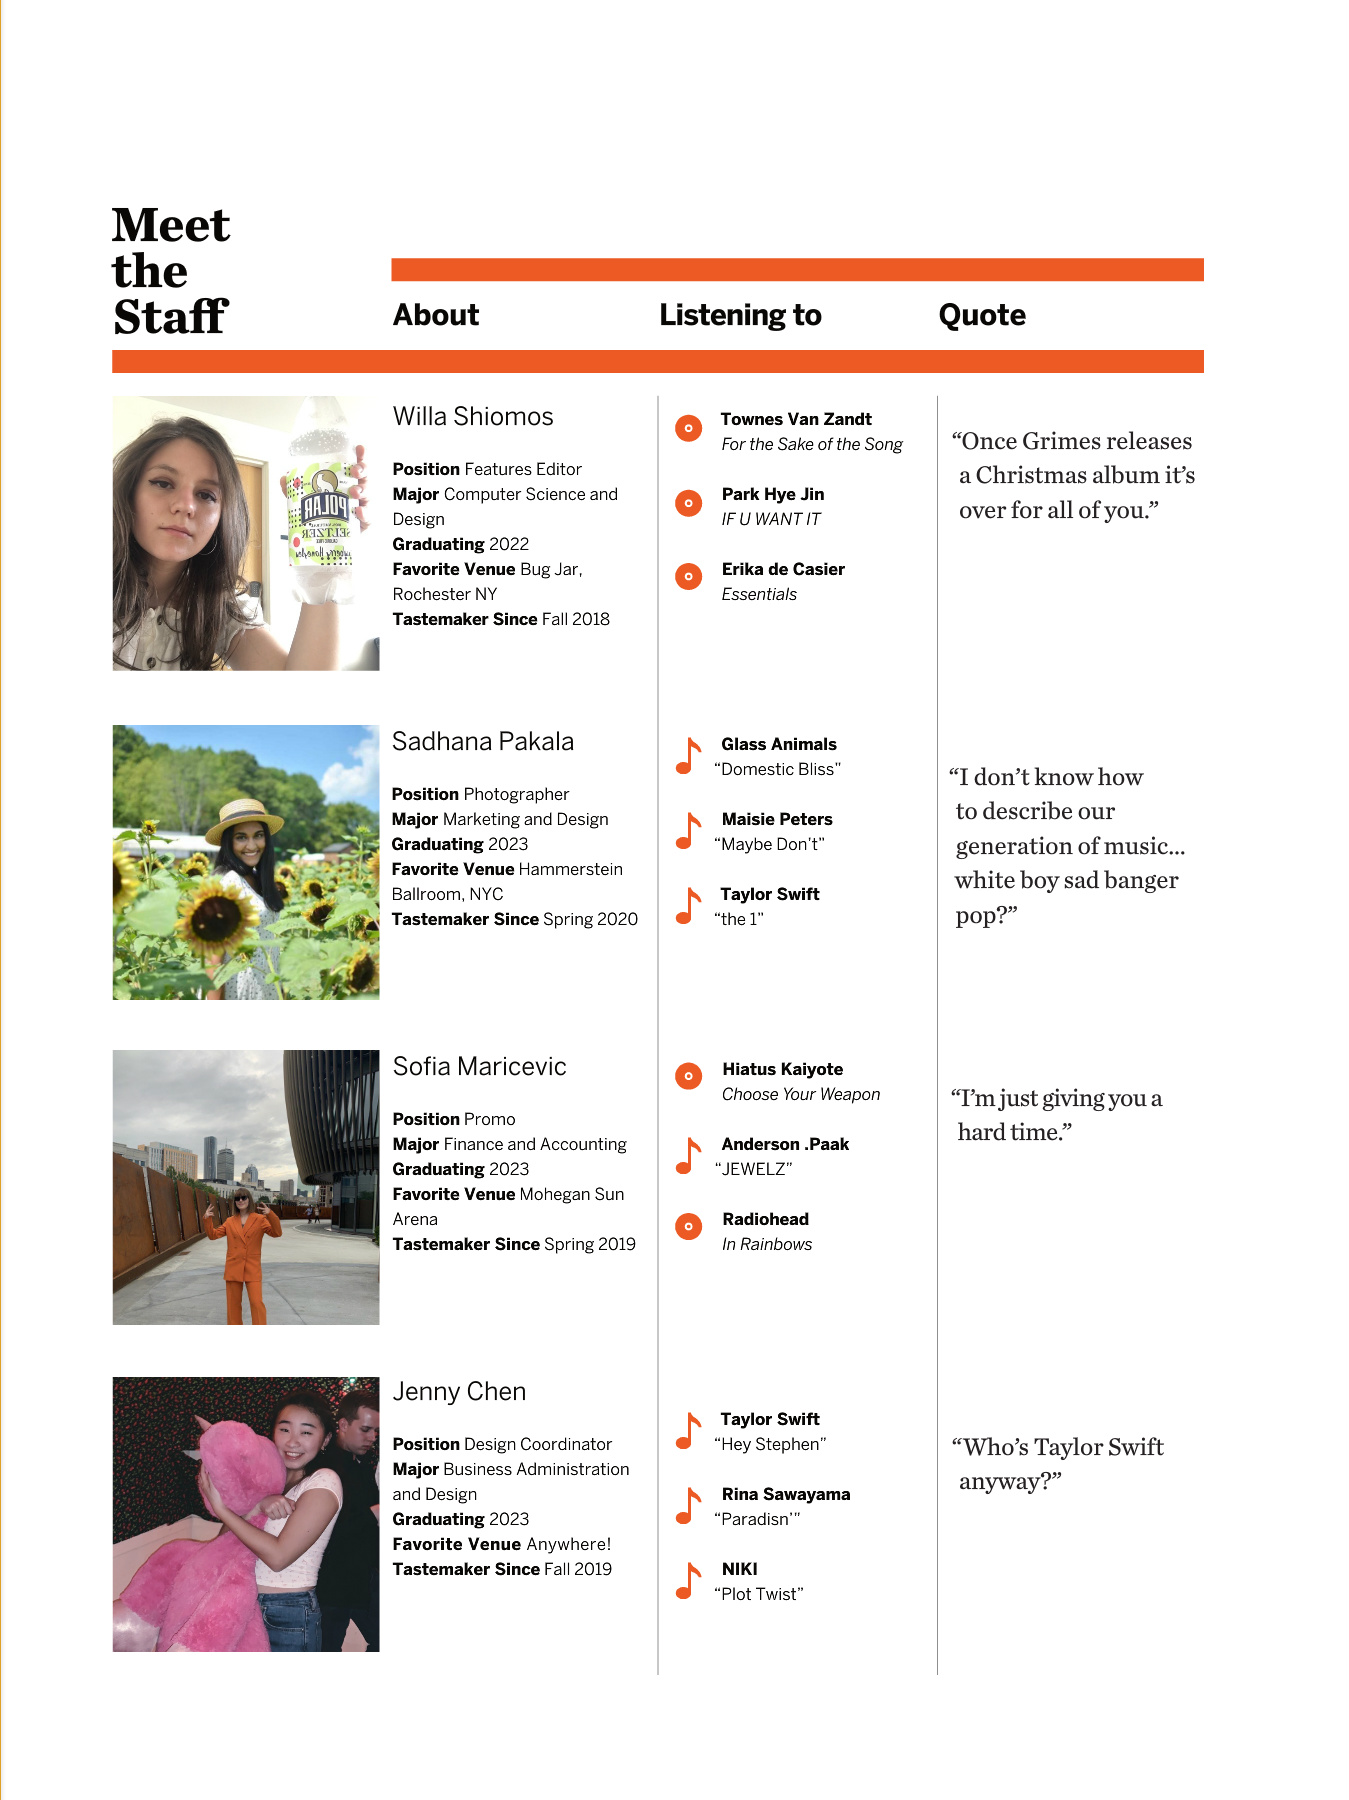 Meet
the
Staff
About
Listening to
Quote
Willa Shiomos
Position Features Editor
Major Computer Science and
Design
Graduating 2022
Favorite Venue Bug Jar,
Rochester NY
Tastemaker Since Fall 2018
Townes Van Zandt
For the Sake of the Song
Park Hye Jin
IF U WANT IT
Erika de Casier
Essentials
“Once Grimes releases
a Christmas album it’s
over for all of you.”
POLAR
SELTZER
Sadhana Pakala
Position Photographer
Major Marketing and Design
Graduating 2023
Favorite Venue Hammerstein
Ballroom, NYC
Tastemaker Since Spring 2020
Glass Animals
“Domestic Bliss”
Maisie Peters
“Maybe Don’t”
Taylor Swift
“the 1”
“I don’t know how
to describe our
generation of music...
white boy sad banger
pop?”
Sofia Maricevic
Position Promo
Major Finance and Accounting
Graduating 2023
Favorite Venue Mohegan Sun
Arena
Tastemaker Since Spring 2019
Hiatus Kaiyote
Choose Your Weapon
Anderson .Paak
“JEWELZ”
Radiohead
In Rainbows
“I’m just giving you a
hard time.”
Jenny Chen
Position Design Coordinator
Major Business Administration
and Design
Graduating 2023
Favorite Venue Anywhere!
Tastemaker Since Fall 2019
Taylor Swift
“Hey Stephen”
Rina Sawayama
“Paradisn’”
NIKI
“Plot Twist”
“Who’s Taylor Swift
anyway?”